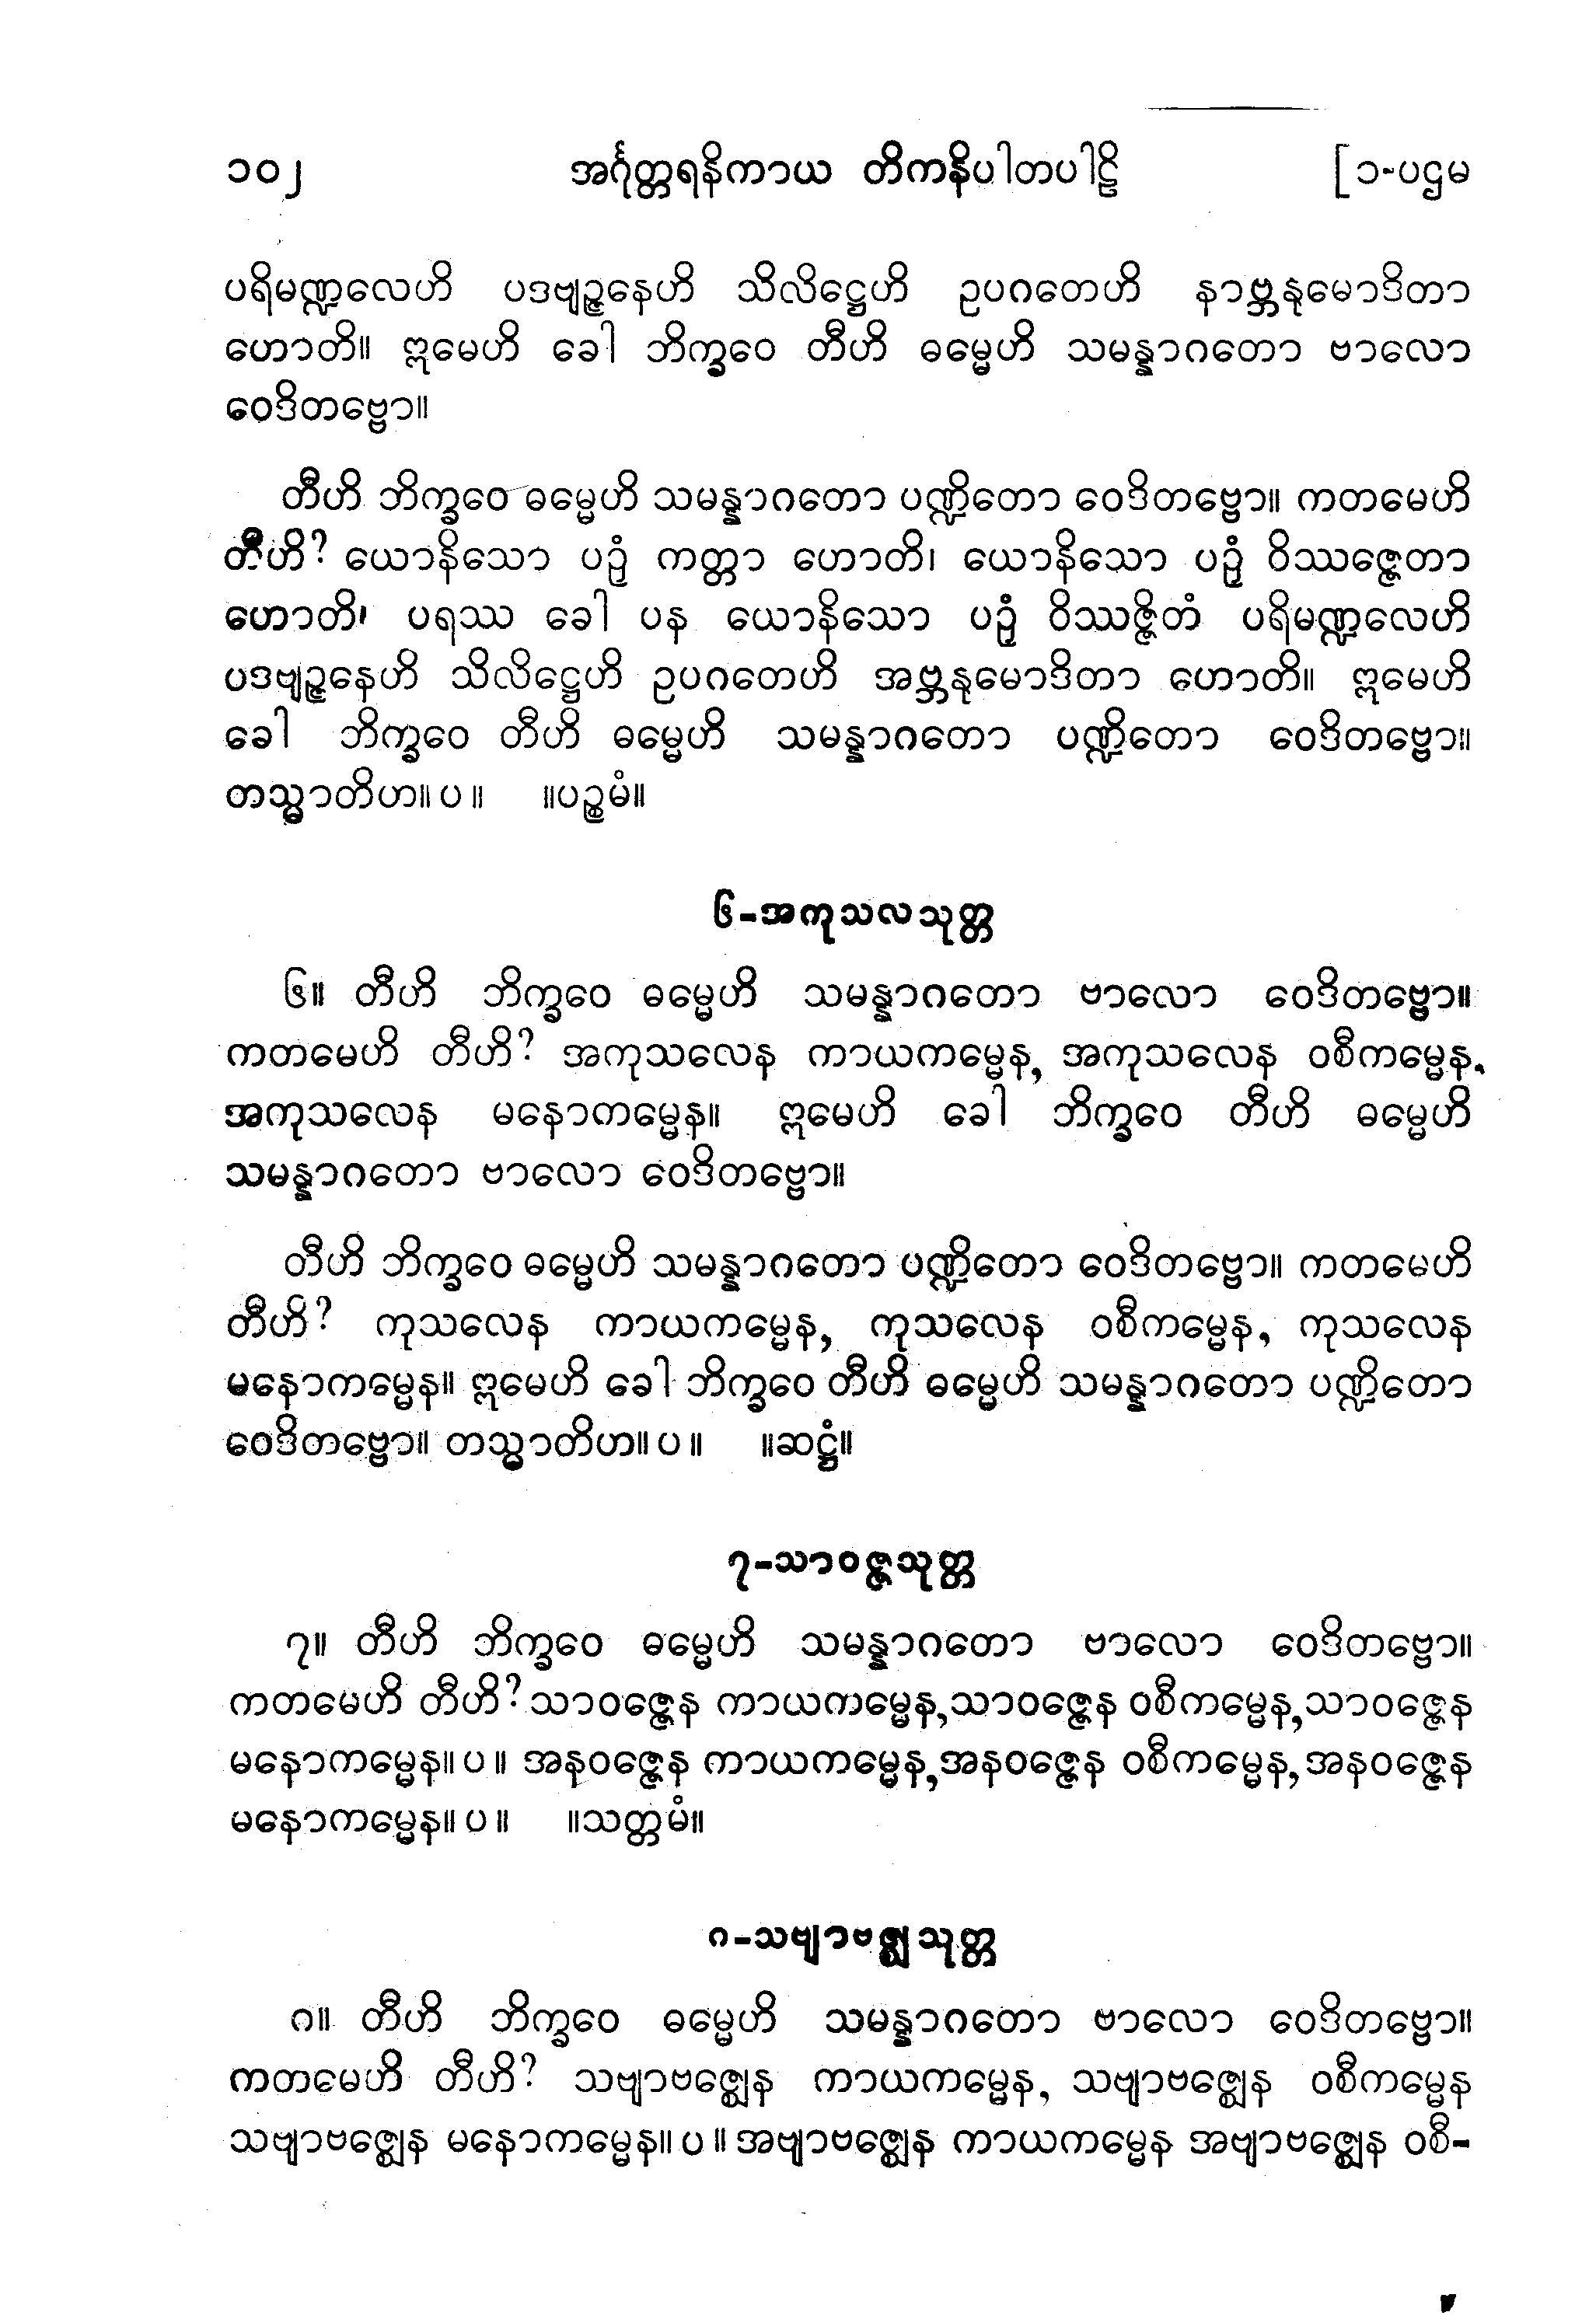 ၁၀၂ အင်္ဂုတ္တရနိကာယ တိကနိပါတပါဠိ [၁-ပဌမ
ပရိမဏ္ဍလေဟိ ပဒဗျဉ္ဇနေဟိ သိလိဋ္ဌေဟိ ဥပဂတေဟိ နာဗ္ဘနုမောဒိတာ
ဟောတိ။ ဣမေဟိ ခေါ ဘိက္ခဝေ တီဟိ ဓမ္မေဟိ သမန္နာဂတော ဗာလော
ဝေဒိတဗ္ဗော။
တီဟိ ဘိက္ခဝေ ဓမ္မေဟိ သမန္နာဂတော ပဏ္ဍိတော ဝေဒိတဗ္ဗော။ ကတမေဟိ
တီဟိ? ယောနိသော ပဉှံ ကတ္တာ ဟောတိ၊ ယောနိသော ပဉှံ ဝိဿဇ္ဇေတာ
ဟောတိ၊ ပရဿ ခေါ ပန ယောနိသော ပဉှံ ဝိဿဇ္ဇိတံ ပရိမဏ္ဍလေဟိ
ပဒဗျဉ္ဇနေဟိ သိလိဋ္ဌေဟိ ဥပဂတေဟိ အဗ္ဘနုမောဒိတာ ဟောတိ။ ဣမေဟိ
ခေါ ဘိက္ခဝေ တီဟိ ဓမ္မေဟိ သမန္နာဂတော ပဏ္ဍိတော ဝေဒိတဗ္ဗော။
တသ္မာတိဟ။ ပ ။ ။ပဉ္စမံ။
၆-အကုသလသုတ္တ
၆။ တီဟိ ဘိက္ခဝေ ဓမ္မေဟိ သမန္နာဂတော ဗာလော ဝေဒိတဗ္ဗော။
ကတမေဟိ တီဟိ? အကုသလေန ကာယကမ္မေန, အကုသလေန ဝစီကမ္မေန,
အကုသလေန မနောကမ္မေန။ ဣမေဟိ ခေါ ဘိက္ခဝေ တီဟိ ဓမ္မေဟိ
သမန္နာဂတော ဗာလော ဝေဒိတဗ္ဗော။
တီဟိ ဘိက္ခဝေ ဓမ္မေဟိ သမန္နာဂတော ပဏ္ဍိတော ဝေဒိတဗ္ဗော။ ကတမေဟိ
တီဟိ? ကုသလေန ကာယကမ္မေန, ကုသလေန ဝစီကမ္မေန, ကုသလေန
မနောကမ္မေန။ ဣမေဟိ ခေါ ဘိက္ခဝေ တီဟိ ဓမ္မေဟိ သမန္နာဂတော ပဏ္ဍိတော
ဝေဒိတဗ္ဗော။ တသ္မာတိဟ။ ပ ။ ။ဆဋ္ဌံ။
၇-သာဝဇ္ဇသုတ္တ
၇။ တီဟိ ဘိက္ခဝေ ဓမ္မေဟိ သမန္နာဂတော ဗာလော ဝေဒိတဗ္ဗော။
ကတမေဟိ တီဟိ? သာဝဇ္ဇေန ကာယကမ္မေန,သာဝဇ္ဇေန ဝစီကမ္မေန,သာဝဇ္ဇေန
မနောကမ္မေန။ ပ ။ အနဝဇ္ဇေန ကာယကမ္မေန,အနဝဇ္ဇေန ဝစီကမ္မေန,အနဝဇ္ဇေန
မနောကမ္မေန။ ပ ။ ။သတ္တမံ။
၈-သဗျာဗဇ္ဈသုတ္တ
၈။ တီဟိ ဘိက္ခဝေ ဓမ္မေဟိ သမန္နာဂတော ဗာလော ဝေဒိတဗ္ဗော။
ကတမေဟိ တီဟိ? သဗျာဗဇ္ဈေန ကာယကမ္မေန, သဗျာဗဇ္ဈေန ဝစီကမ္မေန
သဗျာဗဇ္ဈေန မနောကမ္မေန။ ပ ။ အဗျာဗဇ္ဈေန ကာယကမ္မေန အဗျာဗဇ္ဈေန ဝစီ-